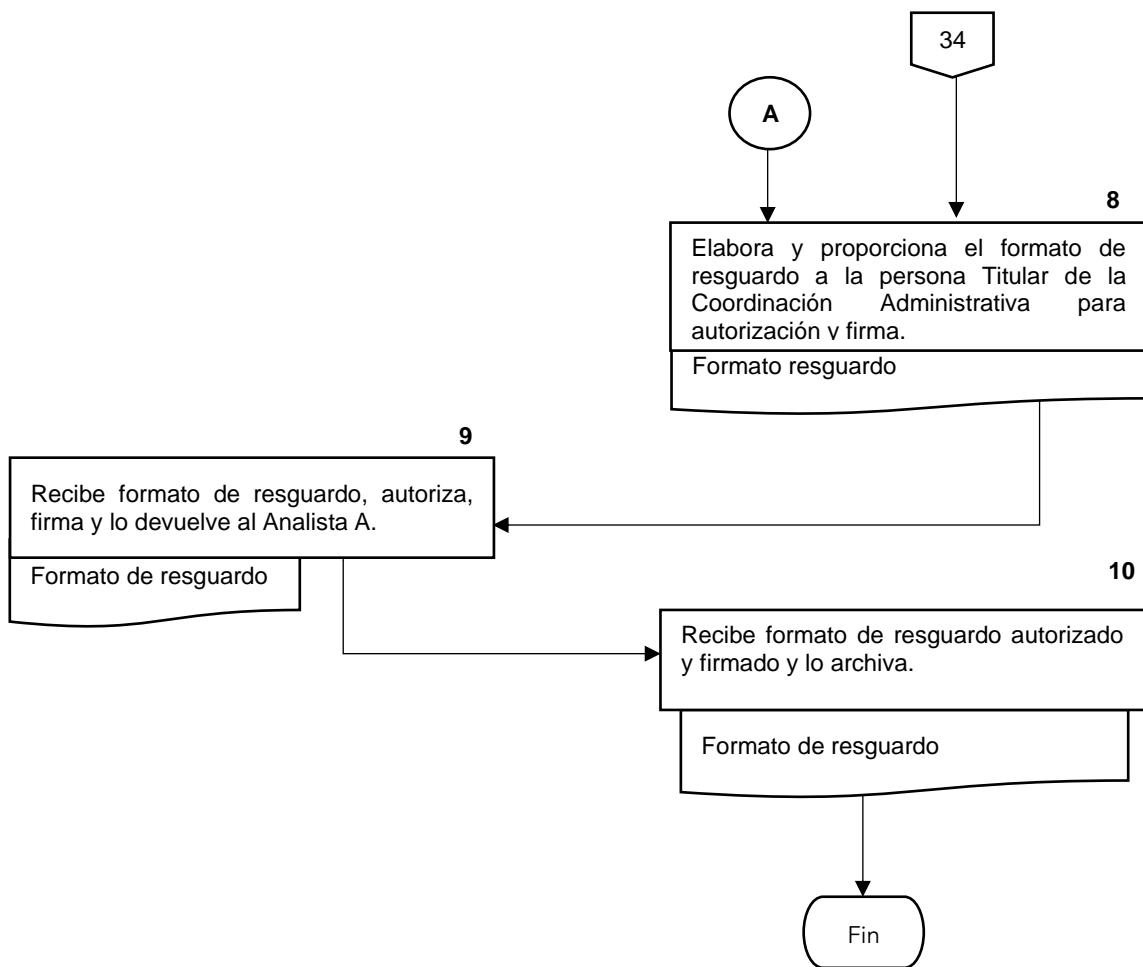 34
A
8
Elabora y proporciona el formato de
resguardo a la persona Titular de la
Coordinación Administrativa para
autorización y firma.
Formato resguardo
9
Recibe formato de resguardo, autoriza,
firma y lo devuelve al Analista A.
Formato de resguardo
10
Recibe formato de resguardo autorizado
y firmado y lo archiva.
Formato de resguardo
Fin